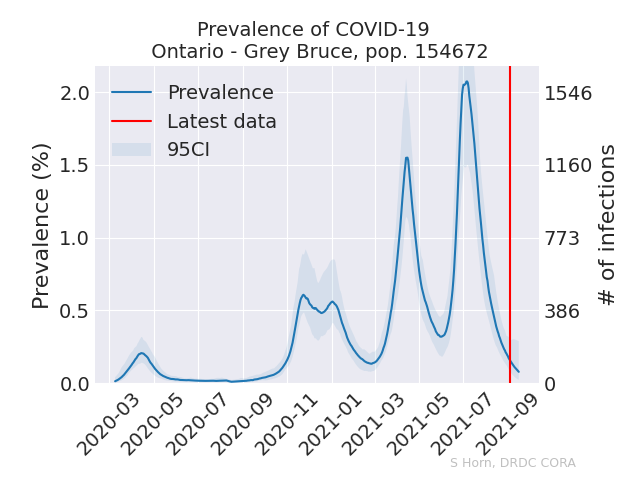 Prevalence of COVID-19
Ontario - Grey Bruce, pop. 154672
Prevalence
Latest data
95CI
Prevalence (%)
2.0
1.5
1.0
0.5
0.0
1546
1160
773
386
0
# of infections
2020-03
2020-05
2020-07
2020-09
2020-11
2021-01
2021-03
2021-05
2021-07
2021-09
S Horn, DRDC CORA